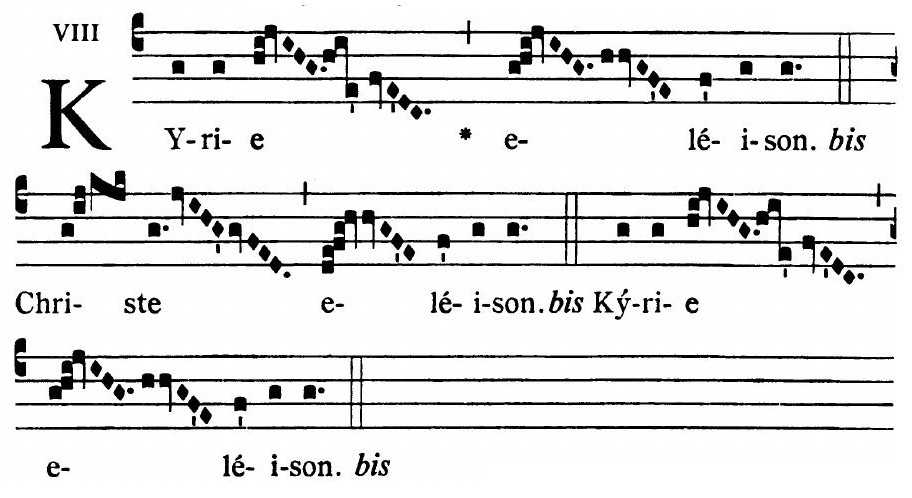 VIII
KY-ri- e * e- lé- i-son. bis
Chri- ste e- lé- i-son. bis Ký-ri- e
e- lé- i-son. bis